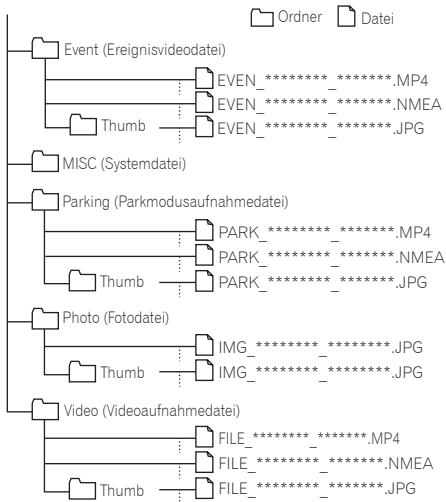 Ordner Datei
Event (Ereignisvideodatei)
EVEN_********_*******.MP4
EVEN_********_*******.NMEA
Thumb EVEN_********_*******.JPG
MISC (Systemdatei)
Parking (Parkmodusaufnahmedatei)
PARK_********_*******.MP4
PARK_********_*******.NMEA
Thumb PARK_********_*******.JPG
Photo (Fotodatei)
IMG_********_*******.JPG
Thumb IMG_********_*******.JPG
Video (Videoaufnahmedatei)
FILE_********_*******.MP4
FILE_********_*******.NMEA
Thumb FILE_********_*******.JPG